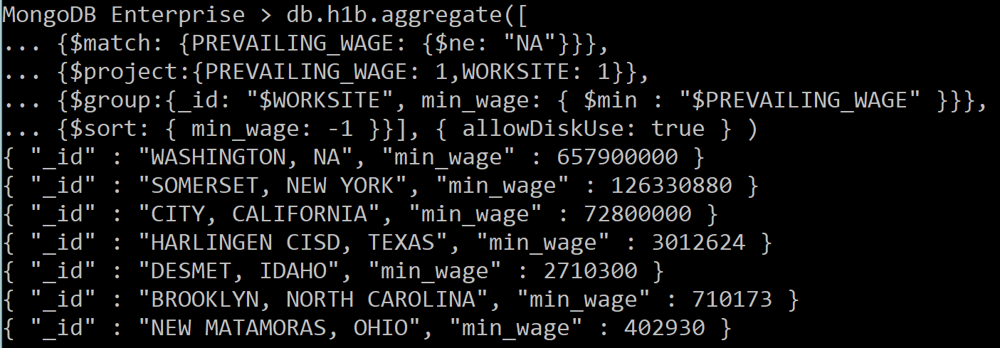 MongoDB Enterprise > db.h1b.aggregate([
... {$match: {PREVAILING_WAGE: {$ne: "NA"}}},
... {$project:{PREVAILING_WAGE: 1,WORKSITE: 1}},
... {$group:{_id: "$WORKSITE", min_wage: { $min : "$PREVAILING_WAGE" }}},
... {$sort: { min_wage: -1 }}], { allowDiskUse: true } )
{ "_id" : "WASHINGTON, NA", "min_wage" : 657900000 }
{ "_id" : "SOMERSET, NEW YORK", "min_wage" : 126330880 }
{ "_id" : "CITY, CALIFORNIA", "min_wage" : 72800000 }
{ "_id" : "HARLINGEN CISD, TEXAS", "min_wage" : 3012624 }
{ "_id" : "DESMET, IDAHO", "min_wage" : 2710300 }
{ "_id" : "BROOKLYN, NORTH CAROLINA", "min_wage" : 710173 }
{ "_id" : "NEW MATAMORAS, OHIO", "min_wage" : 402930 }